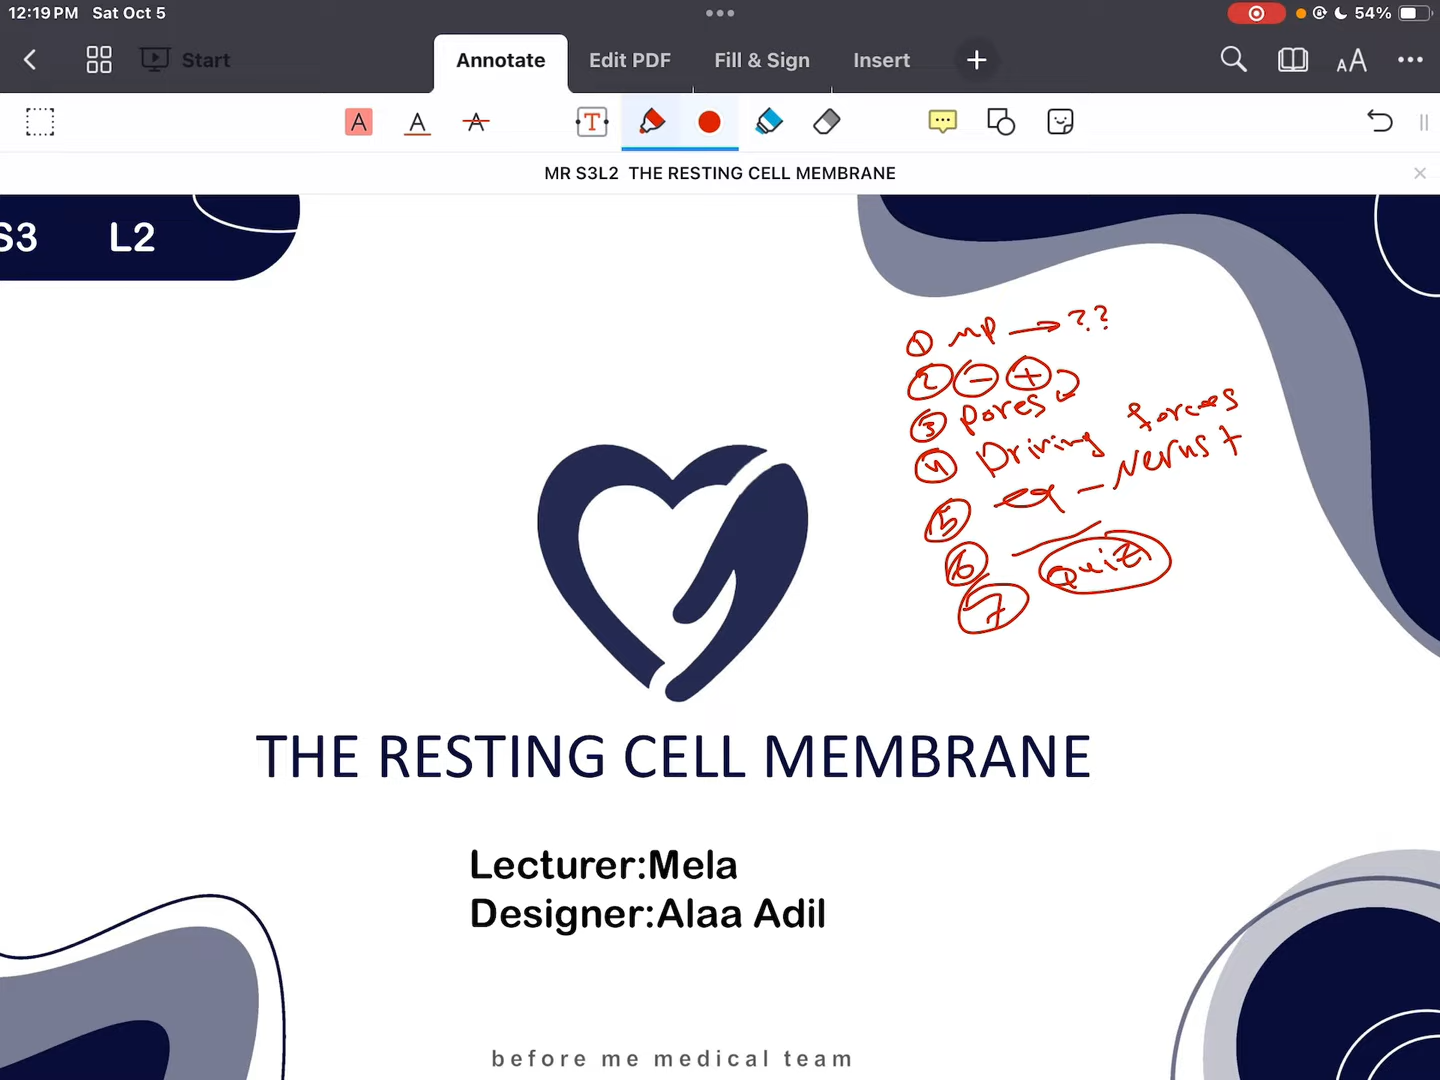 12:19 PM Sat Oct 5
54%
Start
Annotate
Edit PDF
Fill & Sign
Insert
MR S3L2 THE RESTING CELL MEMBRANE
S3 L2
1 MP → ??
2 - +
3 Pores
4 Driving forces
5 eq - Nernst
6
Quiz
7
THE RESTING CELL MEMBRANE
Lecturer:Mela
Designer:Alaa Adil
before me medical team